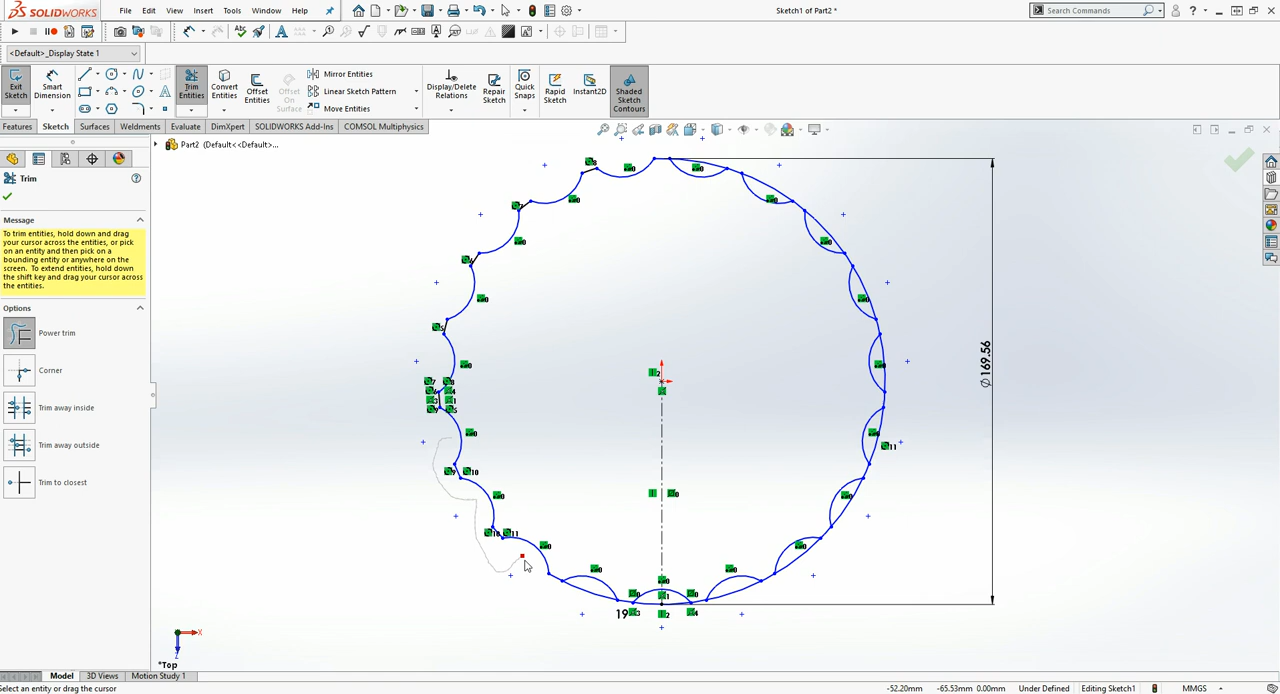 SOLIDWORKS
File Edit View Insert Tools Window Help
Sketch1 of Part2 *
Search Commands
<Default>_Display State 1
Exit Sketch
Smart Dimension
Trim Entities
Convert Entities
Offset Entities
Offset On Surface
Mirror Entities
Linear Sketch Pattern
Move Entities
Display/Delete Relations
Repair Sketch
Quick Snaps
Rapid Sketch
Instant2D
Shaded Sketch Contours
Features Sketch Surfaces Weldments Evaluate DimXpert SOLIDWORKS Add-Ins COMSOL Multiphysics
Part2 (Default<<Default>...
Trim
Message
To trim entities, hold down and drag
your cursor across the entities, or pick
on an entity and then pick on a
bounding entity or anywhere on the
screen. To extend entities, hold down
the shift key and drag your cursor across
the entities.
Options
Power trim
Corner
Trim away inside
Trim away outside
Trim to closest
Ø169.56
19
X
Z
*Top
Model 3D Views Motion Study 1
Select an entity or drag the cursor
-52.20mm -65.53mm 0.00mm Under Defined Editing Sketch1 MMGS